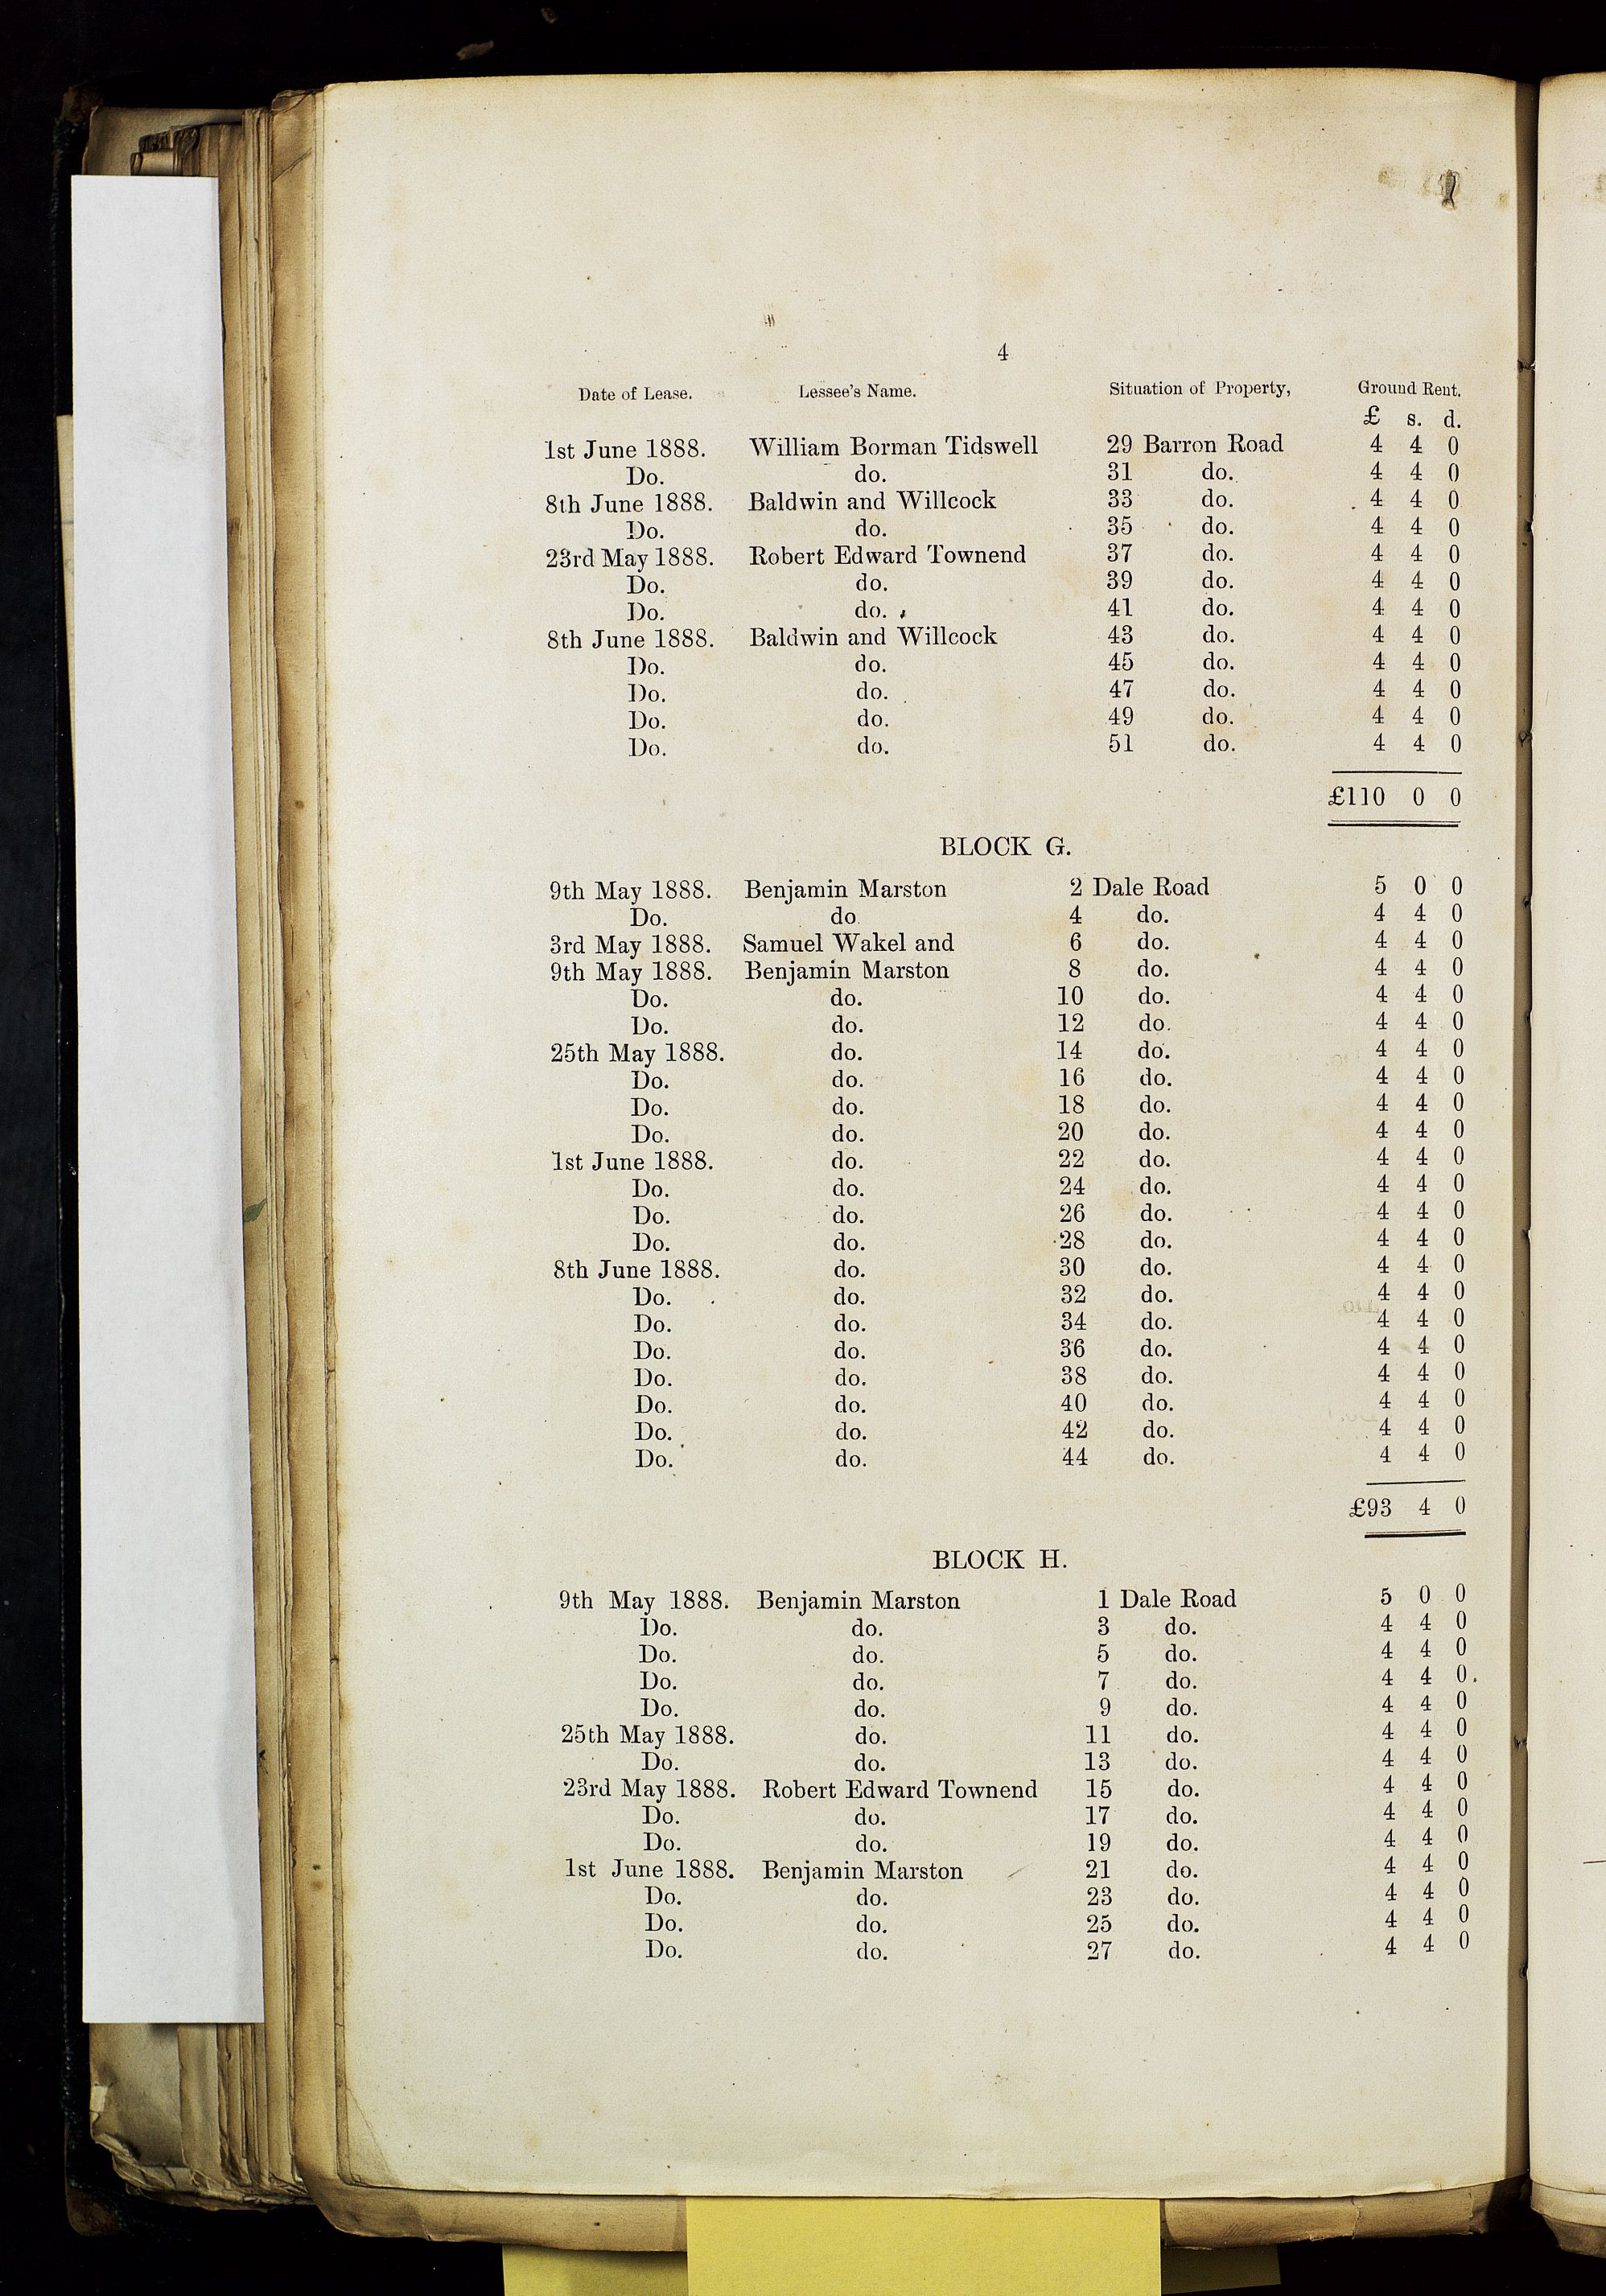 4
Date of Lease. Lessee's Name. Situation of Property, Ground Rent.
£ s. d.
1st June 1888. William Borman Tidswell 29 Barron Road 4 4 0
Do. do. 31 do. 4 4 0
8th June 1888. Baldwin and Willcock 33 do. 4 4 0
Do. do. 35 do. 4 4 0
23rd May 1888. Robert Edward Townend 37 do. 4 4 0
Do. do. 39 do. 4 4 0
Do. do. 41 do. 4 4 0
8th June 1888. Baldwin and Willcock 43 do. 4 4 0
Do. do. 45 do. 4 4 0
Do. do. 47 do. 4 4 0
Do. do. 49 do. 4 4 0
Do. do. 51 do. 4 4 0
£110 0 0
BLOCK G.
9th May 1888. Benjamin Marston 2 Dale Road 5 0 0
Do. do 4 do. 4 4 0
3rd May 1888. Samuel Wakel and 6 do. 4 4 0
9th May 1888. Benjamin Marston 8 do. 4 4 0
Do. do. 10 do. 4 4 0
Do. do. 12 do. 4 4 0
25th May 1888. do. 14 do. 4 4 0
Do. do. 16 do. 4 4 0
Do. do. 18 do. 4 4 0
Do. do. 20 do. 4 4 0
1st June 1888. do. 22 do. 4 4 0
Do. do. 24 do. 4 4 0
Do. do. 26 do. 4 4 0
Do. do. 28 do. 4 4 0
8th June 1888. do. 30 do. 4 4 0
Do. do. 32 do. 4 4 0
Do. do. 34 do. 4 4 0
Do. do. 36 do. 4 4 0
Do. do. 38 do. 4 4 0
Do. do. 40 do. 4 4 0
Do. do. 42 do. 4 4 0
Do. do. 44 do. 4 4 0
£93 4 0
BLOCK H.
9th May 1888. Benjamin Marston 1 Dale Road 5 0 0
Do. do. 3 do. 4 4 0
Do. do. 5 do. 4 4 0
Do. do. 7 do. 4 4 0.
Do. do. 9 do. 4 4 0
25th May 1888. do. 11 do. 4 4 0
Do. do. 13 do. 4 4 0
23rd May 1888. Robert Edward Townend 15 do. 4 4 0
Do. do. 17 do. 4 4 0
Do. do. 19 do. 4 4 0
1st June 1888. Benjamin Marston 21 do. 4 4 0
Do. do. 23 do. 4 4 0
Do. do. 25 do. 4 4 0
Do. do. 27 do. 4 4 0